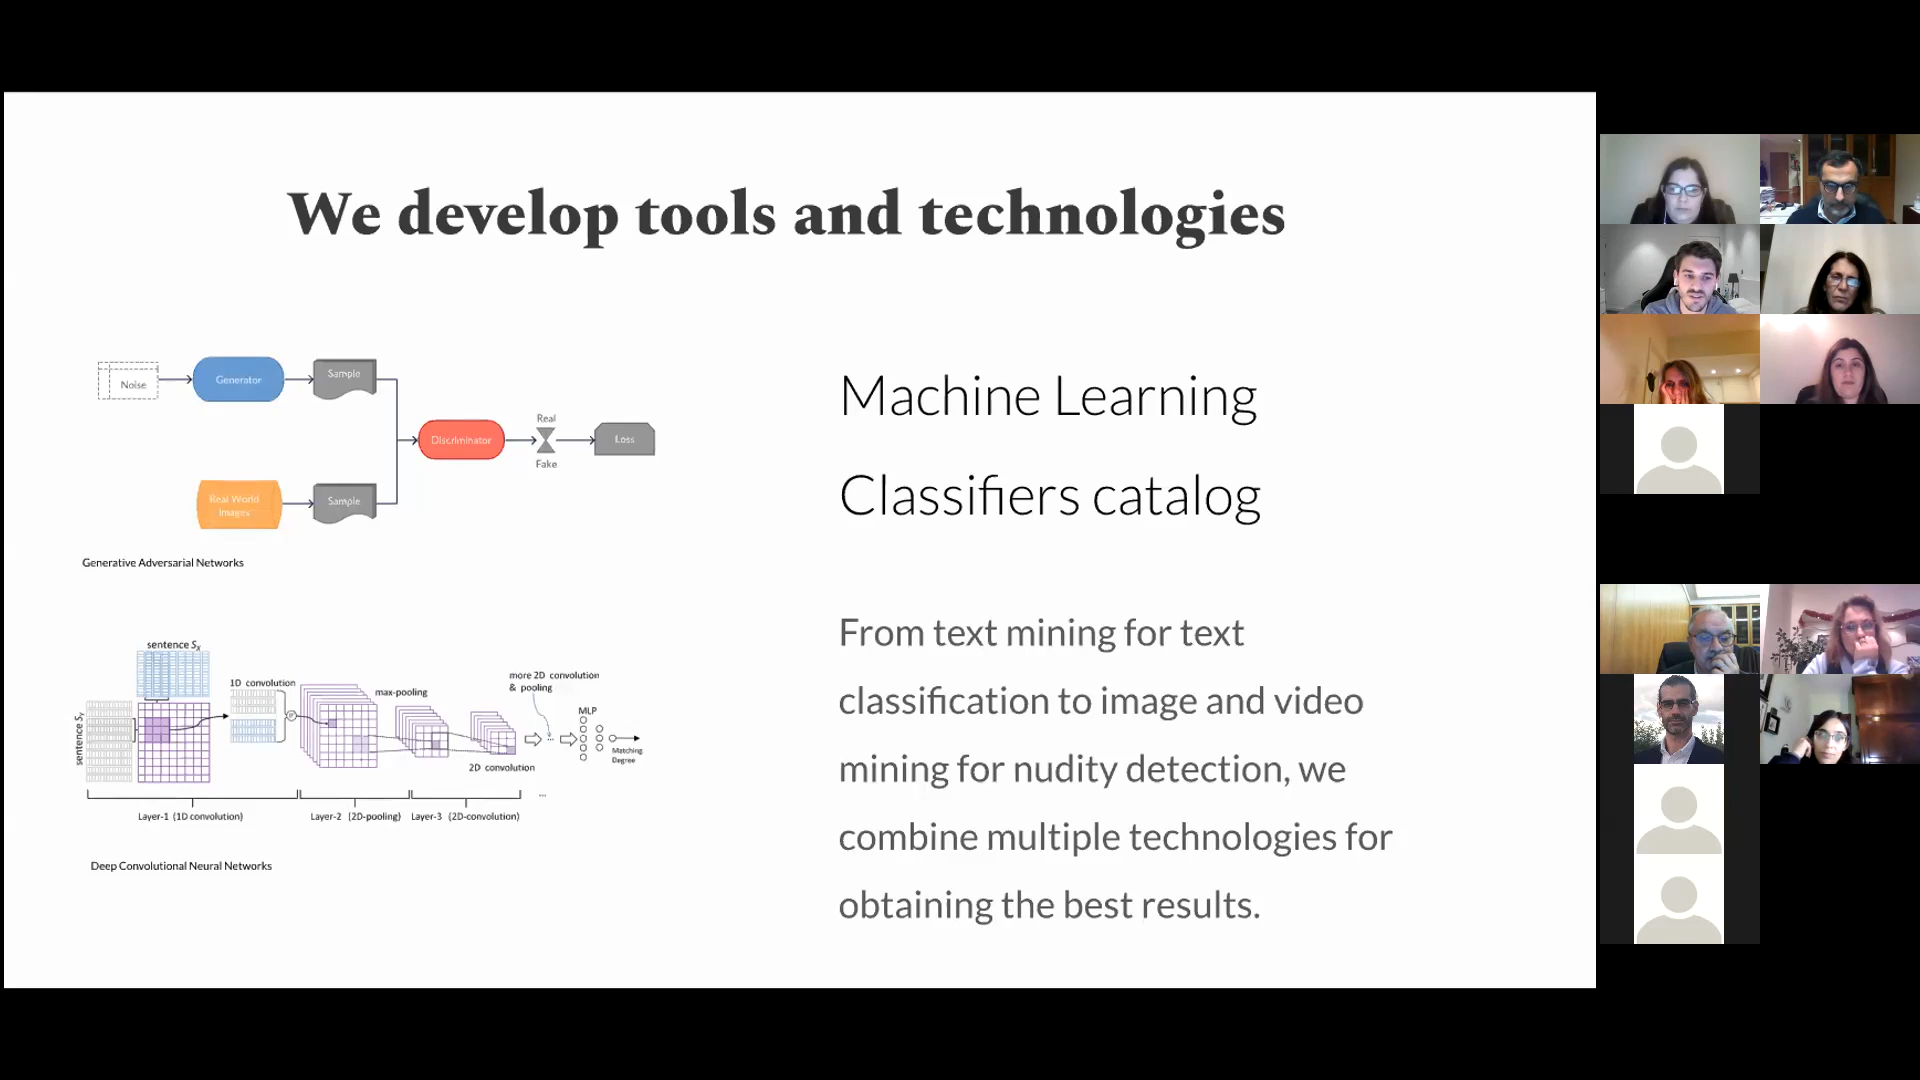 We develop tools and technologies
Noise
Generator
Sample
Real
Discriminator
Loss
Fake
Real World
Images
Sample
Generative Adversarial Networks
Machine Learning
Classifiers catalog
From text mining for text
classification to image and video
mining for nudity detection, we
combine multiple technologies for
obtaining the best results.
sentence Sx
sentence Sy
1D convolution
max-pooling
more 2D convolution
& pooling
...
MLP
2D convolution
Matching
Degree
...
Layer-1 (1D convolution)
Layer-2 (2D-pooling)
Layer-3 (2D-convolution)
Deep Convolutional Neural Networks